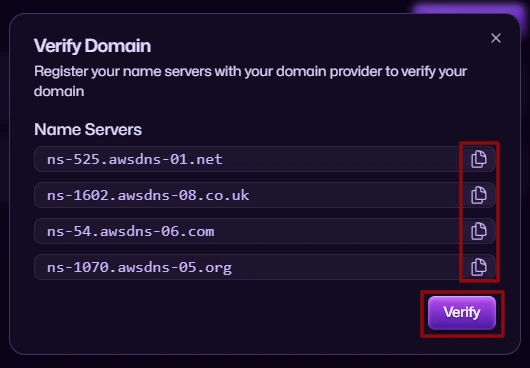 Verify Domain
Register your name servers with your domain provider to verify your
domain
Name Servers
ns-525.awsdns-01.net
ns-1602.awsdns-08.co.uk
ns-54.awsdns-06.com
ns-1070.awsdns-05.org
Verify